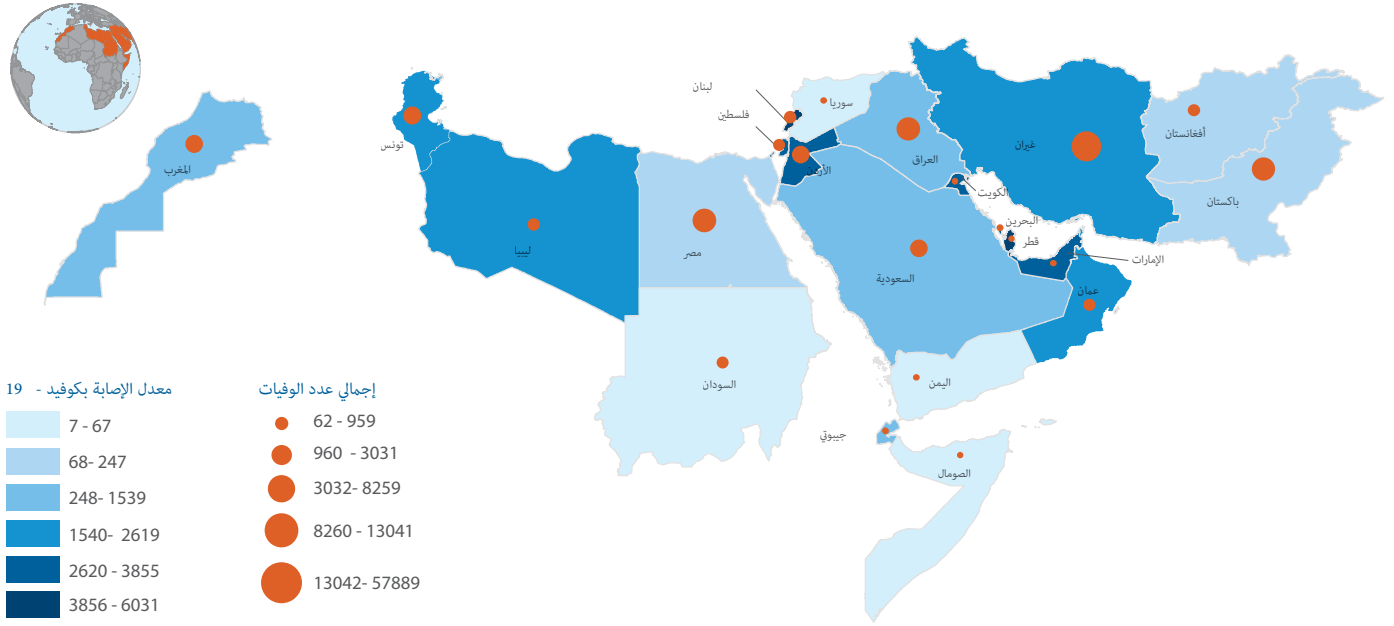 لبنان
سوريا
فلسطين
أفغانستان
تونس
العراق
غيران
المغرب
الأردن
باكستان
الكويت
البحرين
قطر
ليبيا
مصر
الإمارات
السعودية
عمان
السودان
اليمن
جيبوتي
الصومال
معدل الإصابة بكوفيد - 19
7 - 67
68- 247
248- 1539
1540- 2619
2620 - 3855
3856 - 6031
إجمالي عدد الوفيات
62 - 959
960 - 3031
3032- 8259
8260 - 13041
13042- 57889